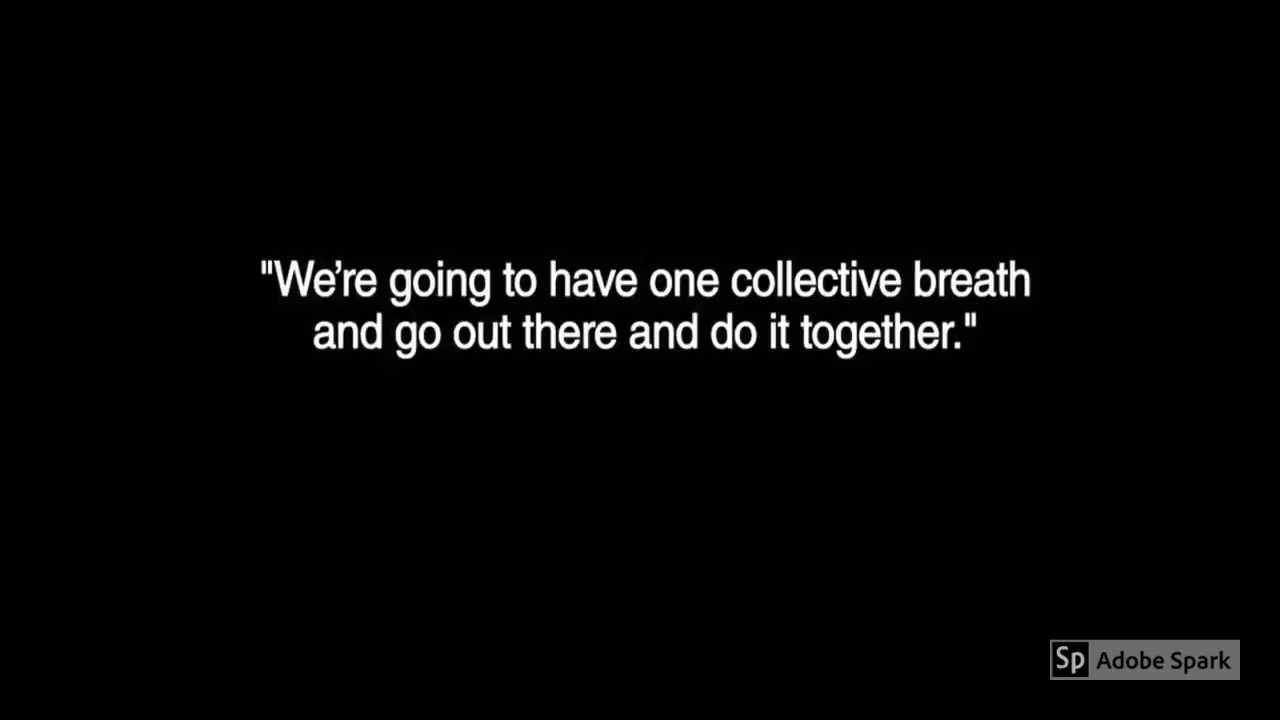 "We’re going to have one collective breath
and go out there and do it together."
Sp Adobe Spark